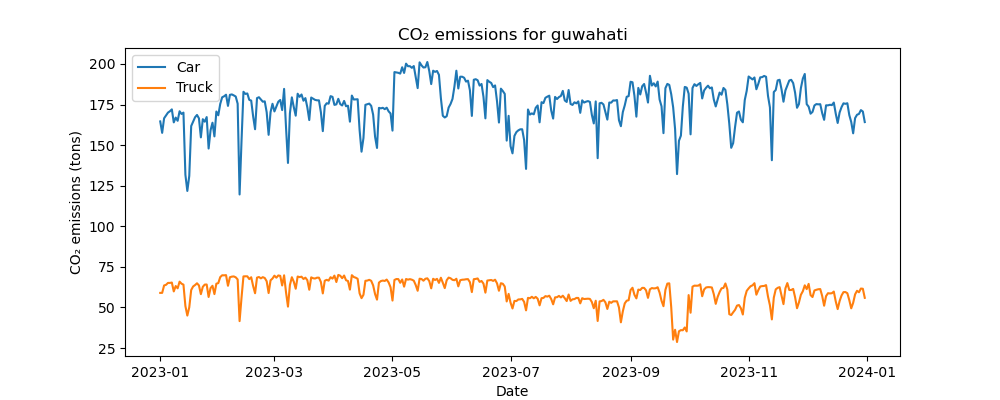 CO₂ emissions for guwahati
Car
Truck
CO₂ emissions (tons)
200
175
150
125
100
75
50
25
2023-01 2023-03 2023-05 2023-07 2023-09 2023-11 2024-01
Date